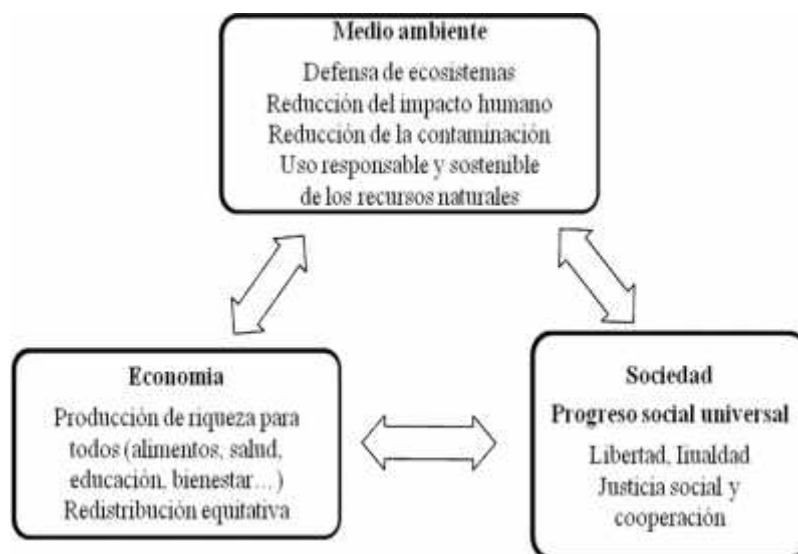 Medio ambiente
Defensa de ecosistemas
Reducción del impacto humano
Reducción de la contaminación
Uso responsable y sostenible
de los recursos naturales
Economia
Producción de riqueza para
todos (alimentos, salud,
educación, bienestar...)
Redistribución equitativa
Sociedad
Progreso social universal
Libertad, Iiualdad
Justicia social y
cooperación